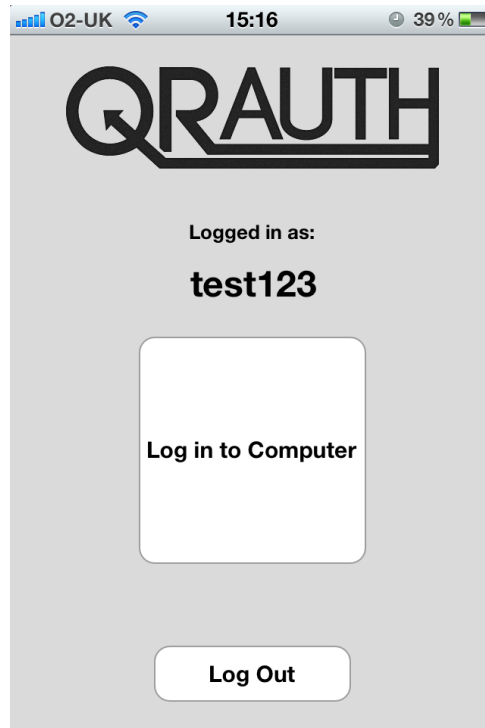 O2-UK 15:16 39%
QRAUTH
Logged in as:
test123
Log in to Computer
Log Out